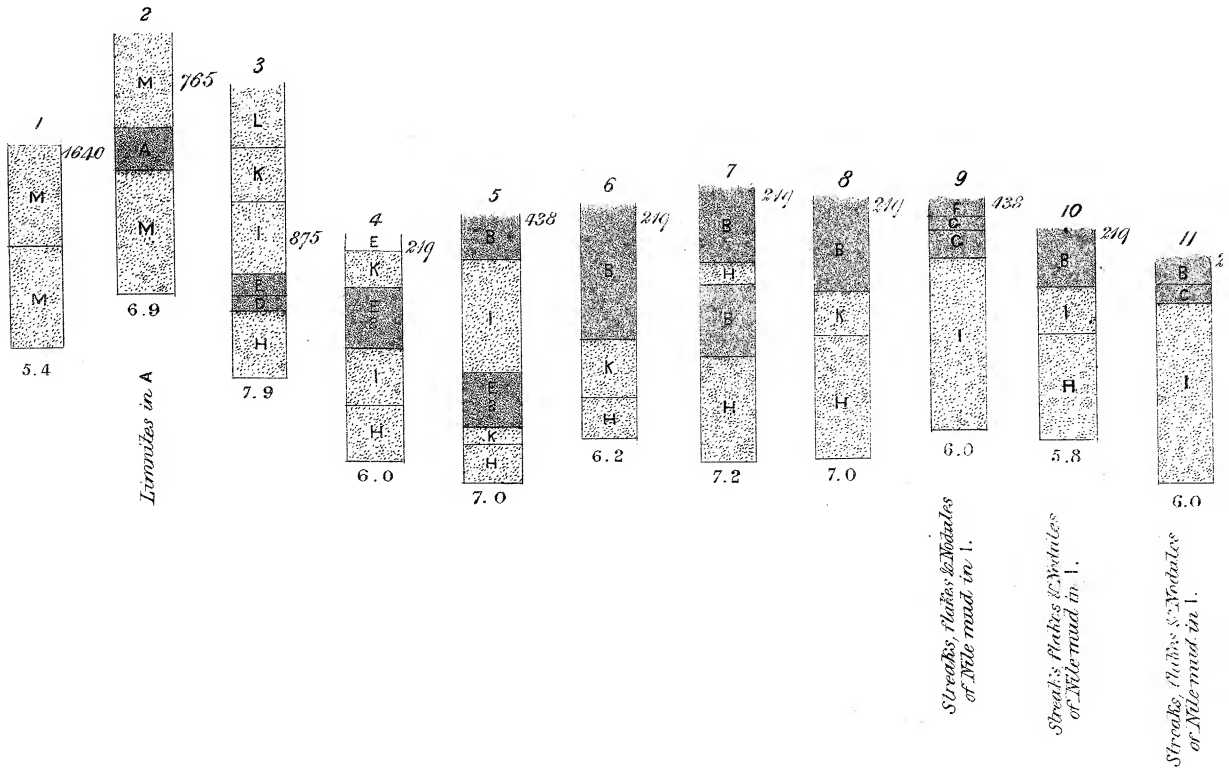 1
1640
M
M
5.4
2
M
765
A
M
6.9
Limnites in A
3
L
K
I
875
E
D
H
7.9
4
E
219
K
I
H
6.0
5
B
438
I
K
H
7.0
6
219
B
K
H
6.2
7
219
B
H
B
H
7.2
8
219
B
K
H
7.0
9
438
F
C
C
I
6.0
Streaks, flakes & Nodules
of Nile mud in I.
10
219
B
I
H
5.8
Streaks, flakes & Nodules
of Nile mud in I.
11
2
B
C
I
6.0
Streaks, flakes & Nodules
of Nile mud in I.